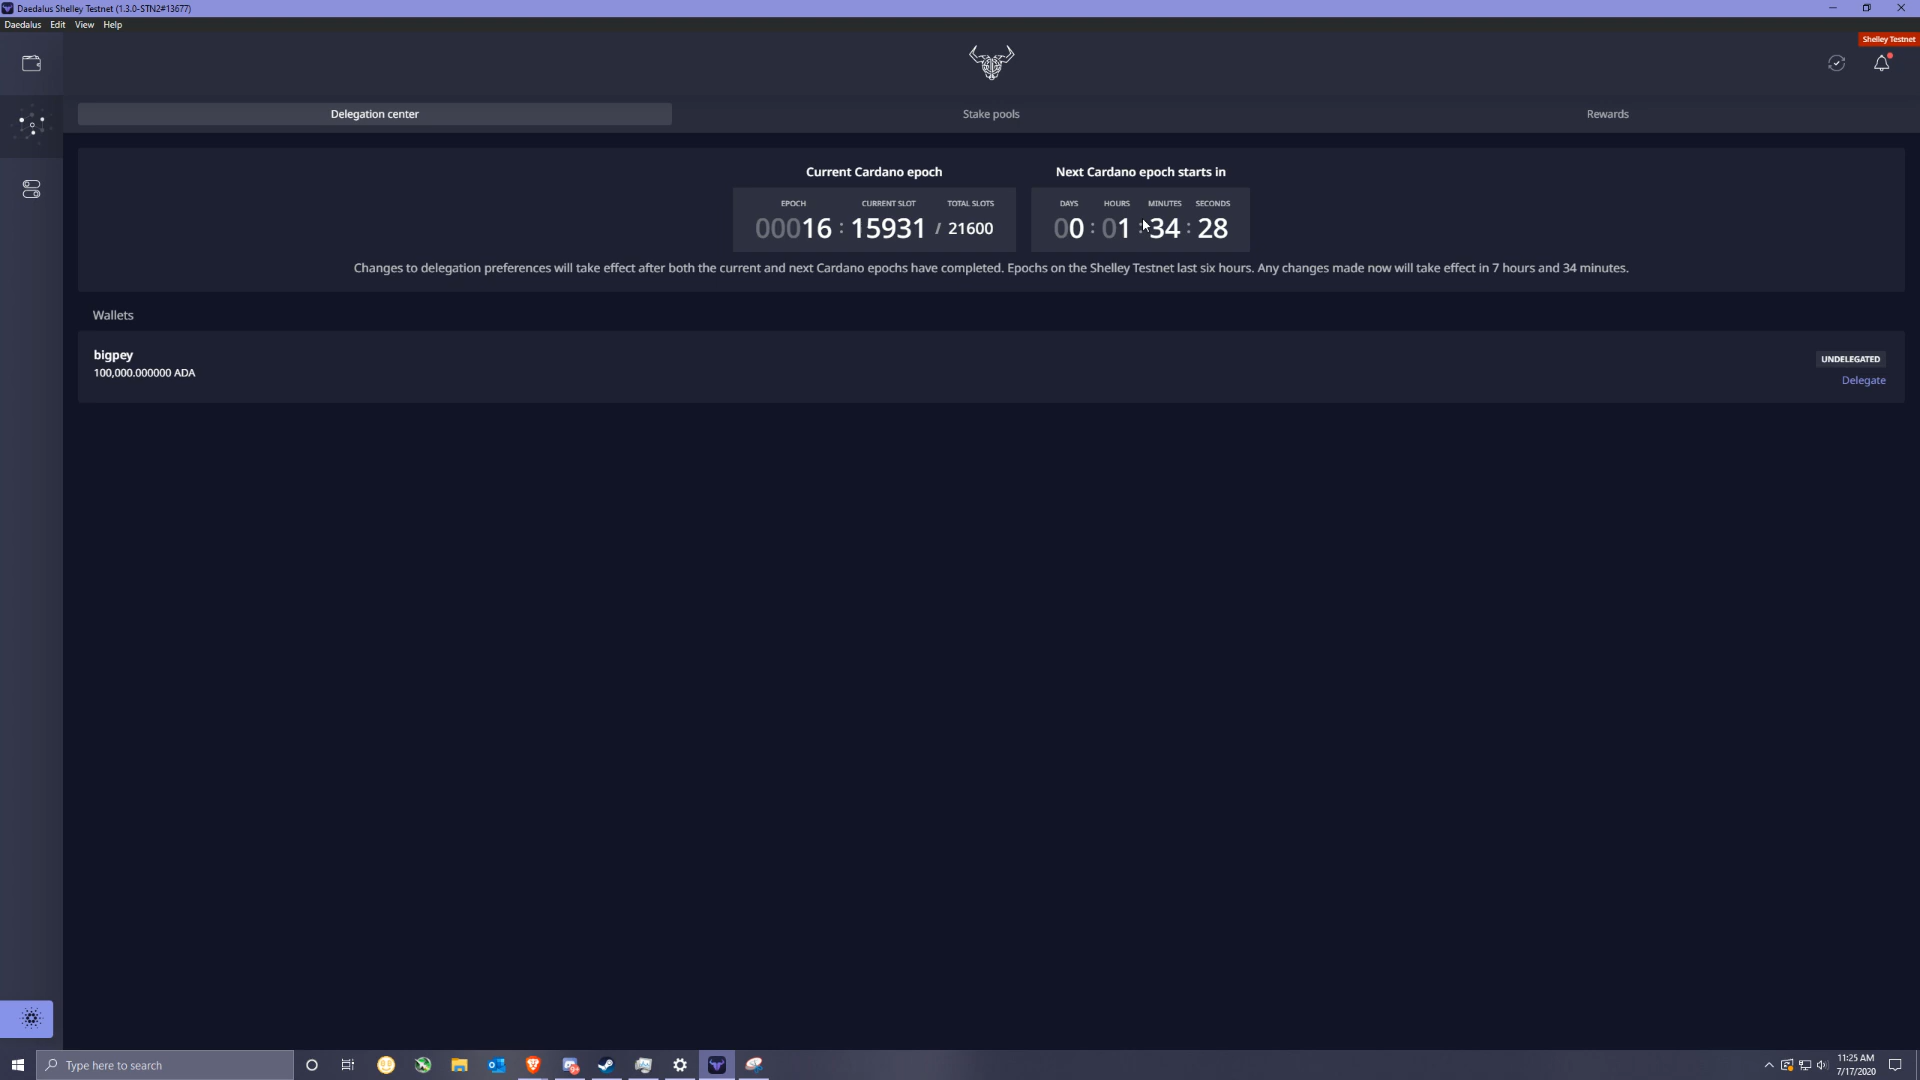 Daedalus Shelley Testnet (1.3.0-STN2#13677)
Daedalus Edit View Help
Shelley Testnet
Delegation center Stake pools Rewards
Current Cardano epoch Next Cardano epoch starts in
EPOCH CURRENT SLOT TOTAL SLOTS DAYS HOURS MINUTES SECONDS
00016 : 15931 / 21600 00 : 01 : 34 : 28
Changes to delegation preferences will take effect after both the current and next Cardano epochs have completed. Epochs on the Shelley Testnet last six hours. Any changes made now will take effect in 7 hours and 34 minutes.
Wallets
bigpey
100,000.000000 ADA
UNDELEGATED
Delegate
Type here to search
11:25 AM
7/17/2020